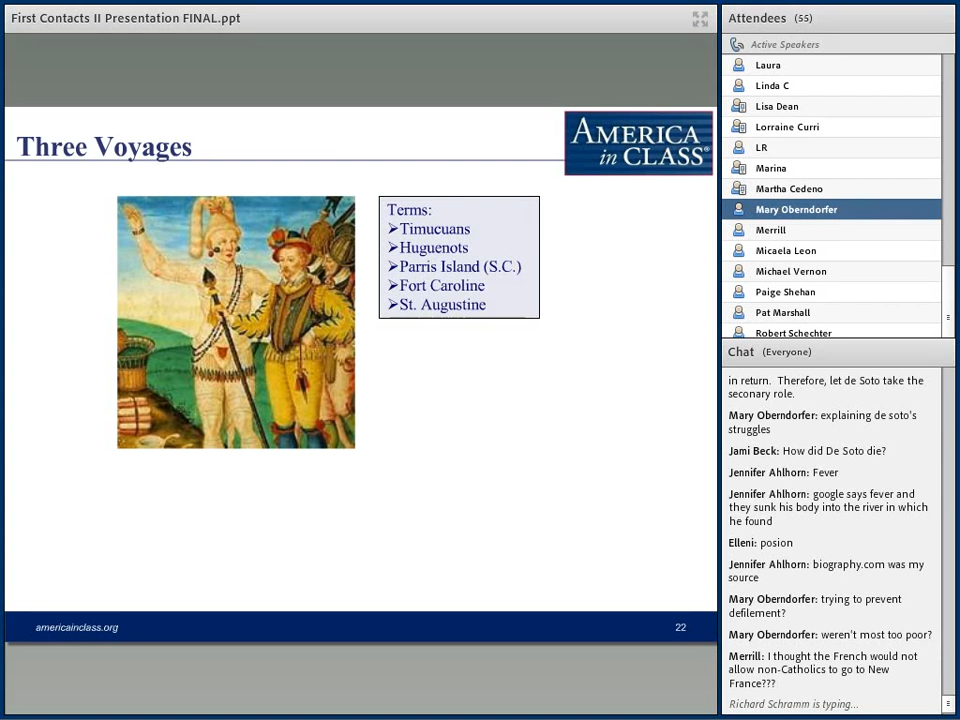 First Contacts II Presentation FINAL.ppt
Three Voyages
AMERICA
in CLASS®
Terms:
➢Timucuans
➢Huguenots
➢Parris Island (S.C.)
➢Fort Caroline
➢St. Augustine
americainclass.org
22
Attendees (55)
Active Speakers
Laura
Linda C
Lisa Dean
Lorraine Curri
LR
Marina
Martha Cedeno
Mary Oberndorfer
Merrill
Micaela Leon
Michael Vernon
Paige Shehan
Pat Marshall
Robert Schechter
Chat (Everyone)
in return. Therefore, let de Soto take the
seconary role.
Mary Oberndorfer: explaining de soto's
struggles
Jami Beck: How did De Soto die?
Jennifer Ahlhorn: Fever
Jennifer Ahlhorn: google says fever and
they sunk his body into the river in which
he found
Elleni: posion
Jennifer Ahlhorn: biography.com was my
source
Mary Oberndorfer: trying to prevent
defilement?
Mary Oberndorfer: weren't most too poor?
Merrill: I thought the French would not
allow non-Catholics to go to New
France???
Richard Schramm is typing...